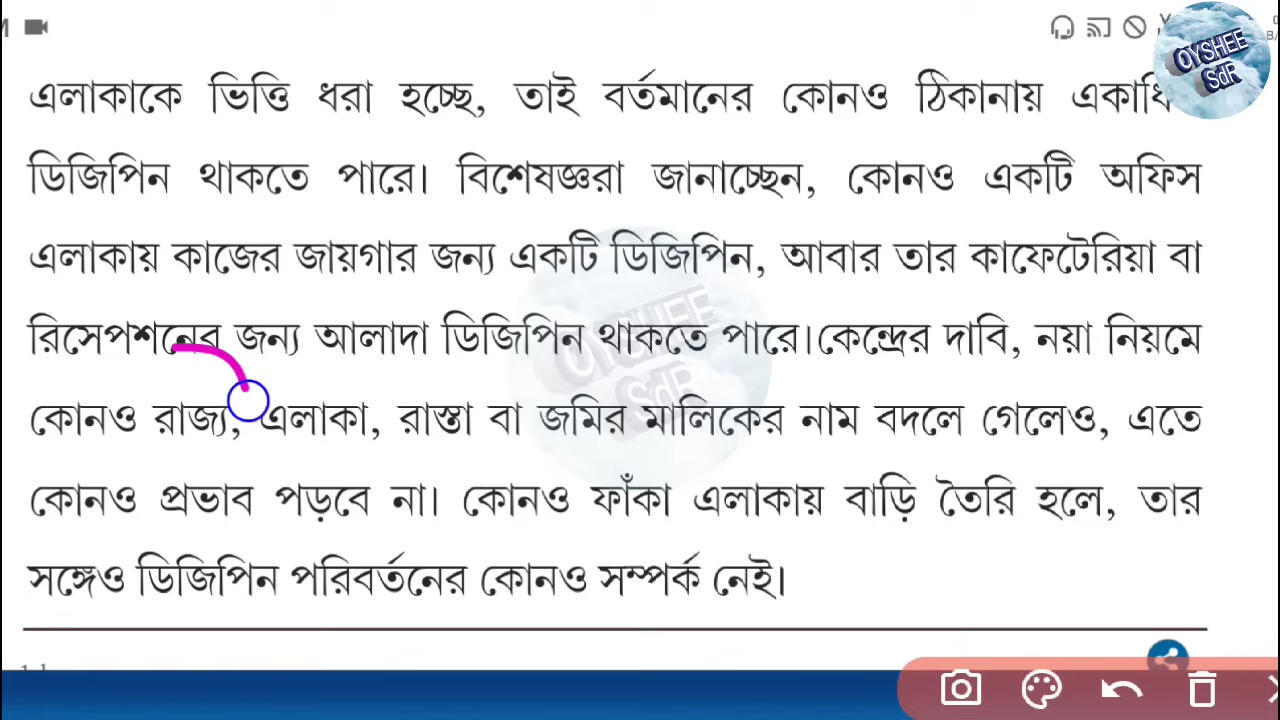 OYSHEE
SdR
এলাকাকে ভিত্তি ধরা হচ্ছে, তাই বর্তমানের কোনও ঠিকানায়
ডিজিপিন থাকতে পারে। বিশেষজ্ঞরা জানাচ্ছেন, কোনও একটি অফিস
এলাকায় কাজের জায়গার জন্য একটি ডিজিপিন, আবার তার কাফেটেরিয়া বা
রিসেপশনের জন্য আলাদা ডিজিপিন থাকতে পারে।কেন্দ্রের দাবি, নয়া নিয়মে
কোনও রাজ্য, এলাকা, রাস্তা বা জমির মালিকের নাম বদলে গেলেও, এতে
কোনও প্রভাব পড়বে না। কোনও ফাঁকা এলাকায় বাড়ি তৈরি হলে, তার
সঙ্গেও ডিজিপিন পরিবর্তনের কোনও সম্পর্ক নেই।
OYSHEE
SdR